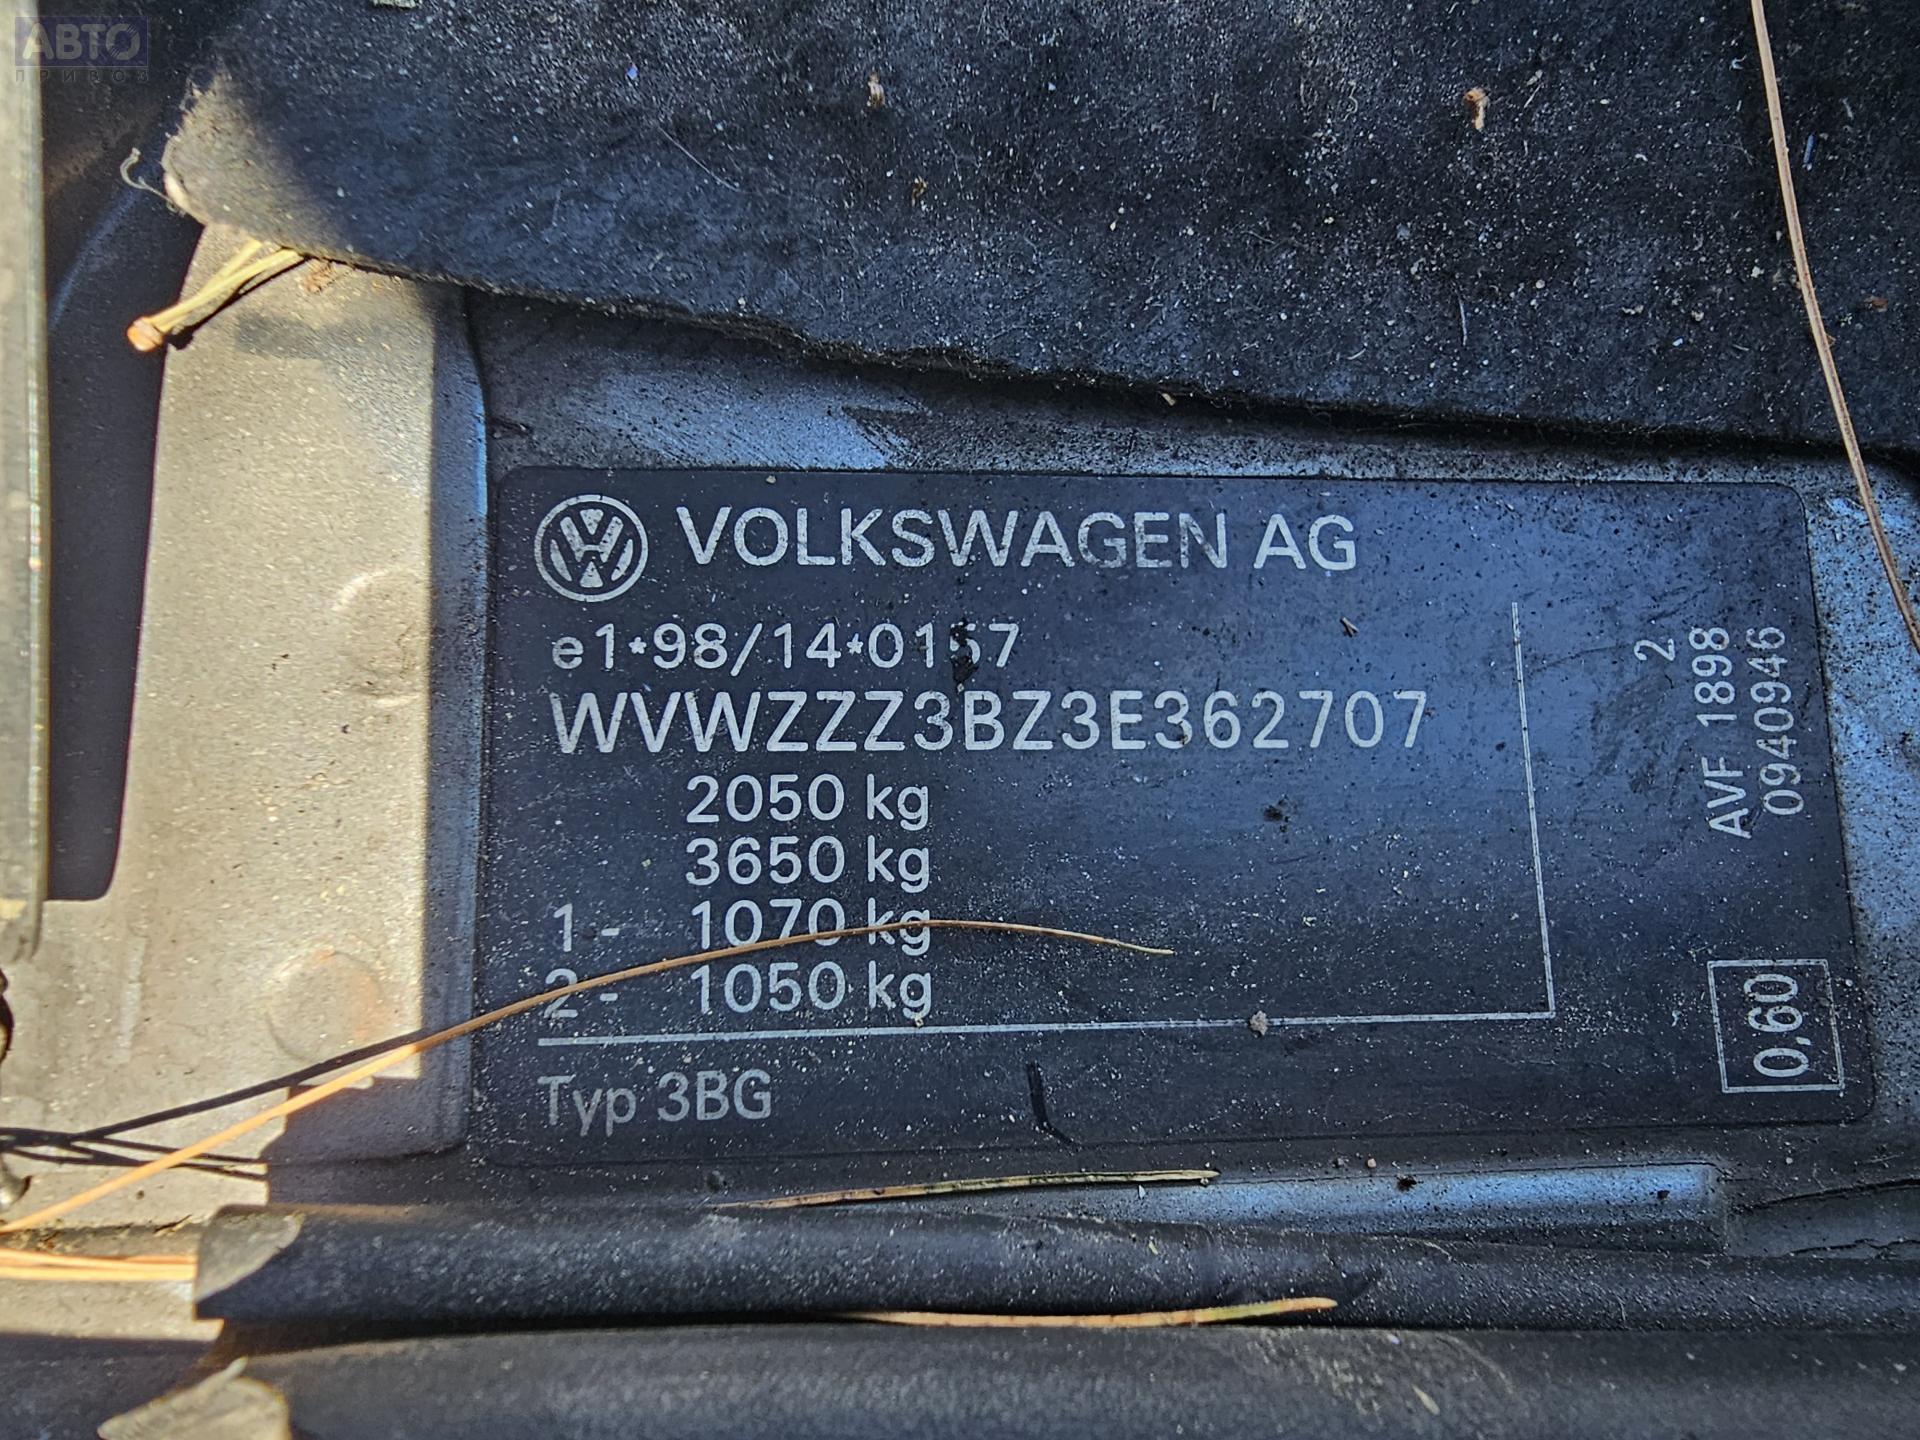 АВТО
ПРИВОЗ
VOLKSWAGEN AG
e1*98/14*0157
WVWZZZ3BZ3E362707
2050 kg
3650 kg
1 - 1070 kg
2 - 1050 kg
Typ 3BG
2
AVF 1898
0940946
0,60